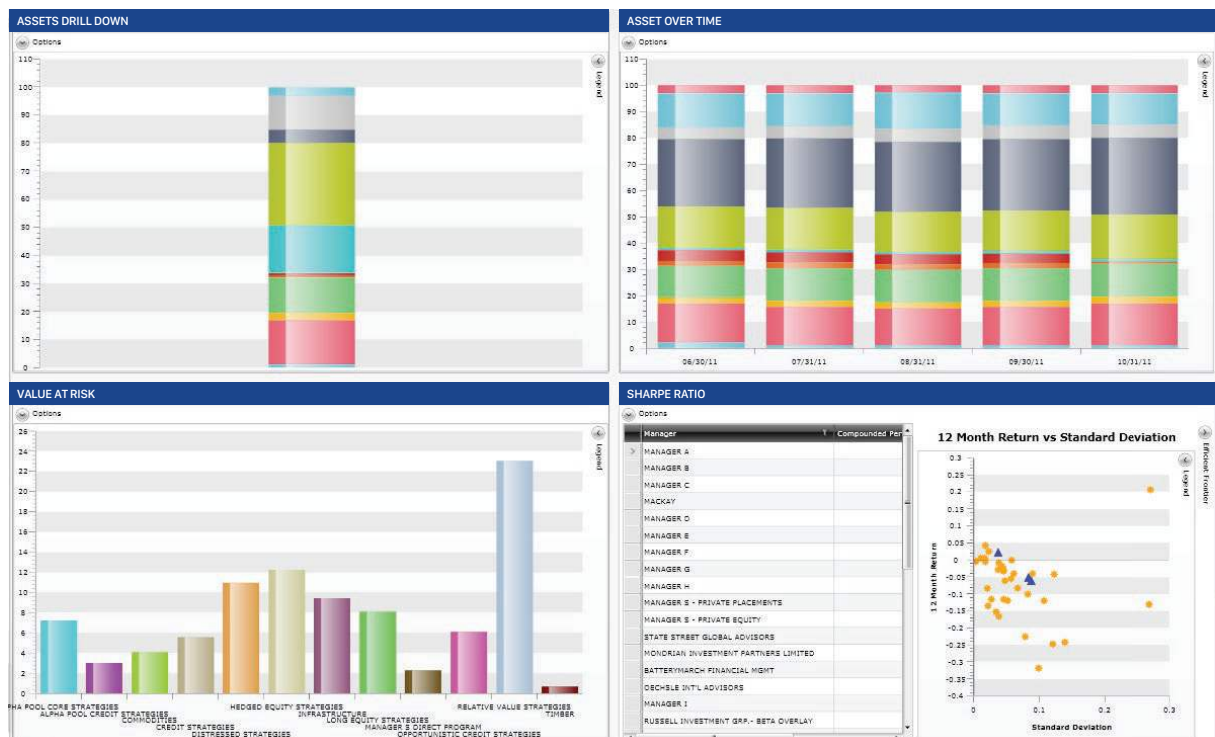 ASSETS DRILL DOWN
Options
Legend
110
100
90
80
70
60
50
40
30
20
10
0
ASSET OVER TIME
Options
Legend
110
100
90
80
70
60
50
40
30
20
10
0
06/30/11 07/31/11 08/31/11 09/30/11 10/31/11
VALUE AT RISK
Options
Legend
26
24
22
20
18
16
14
12
10
8
6
4
2
0
HA POOL CORE STRATEGIES HEDGED EQUITY STRATEGIES RELATIVE VALUE STRATEGIES
ALPHA POOL CREDIT STRATEGIES INFRASTRUCTURE TIMBER
COMMODITIES LONG EQUITY STRATEGIES
CREDIT STRATEGIES MANAGER S DIRECT PROGRAM
DISTRESSED STRATEGIES OPPORTUNISTIC CREDIT STRATEGIES
SHARPE RATIO
Options
Manager Compounded Per
MANAGER A
MANAGER B
MANAGER C
MACKAY
MANAGER D
MANAGER E
MANAGER F
MANAGER G
MANAGER H
MANAGER S - PRIVATE PLACEMENTS
MANAGER S - PRIVATE EQUITY
STATE STREET GLOBAL ADVISORS
MONDRIAN INVESTMENT PARTNERS LIMITED
BATTERYMARCH FINANCIAL MGMT
OECHSLE INT'L ADVISORS
MANAGER I
RUSSELL INVESTMENT GRP.- BETA OVERLAY
12 Month Return vs Standard Deviation
Efficient Frontier
Legend
12 Month Return
0.3
0.25
0.2
0.15
0.1
0.05
0
-0.05
-0.1
-0.15
-0.2
-0.25
-0.3
-0.35
-0.4
0 0.1 0.2 0.3
Standard Deviation